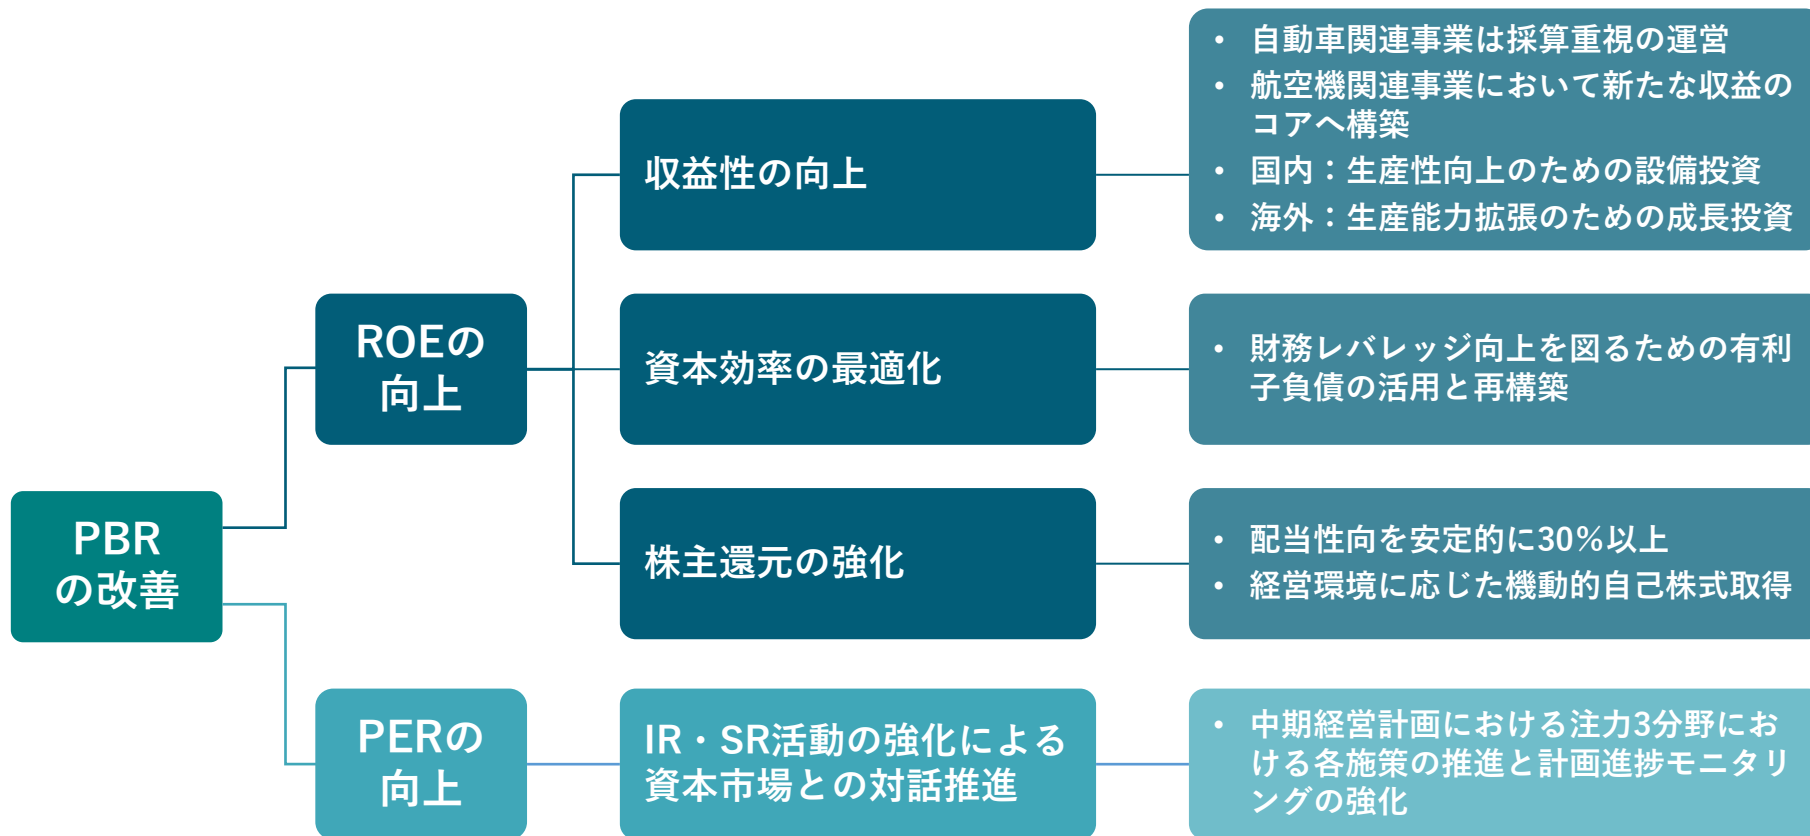 PBR
の改善
ROEの
向上
収益性の向上
• 自動車関連事業は採算重視の運営
• 航空機関連事業において新たな収益の
コアへ構築
• 国内：生産性向上のための設備投資
• 海外：生産能力拡張のための成長投資
資本効率の最適化
• 財務レバレッジ向上を図るための有利
子負債の活用と再構築
株主還元の強化
• 配当性向を安定的に30％以上
• 経営環境に応じた機動的自己株式取得
PERの
向上
IR・SR活動の強化による
資本市場との対話推進
• 中期経営計画における注力3分野にお
ける各施策の推進と計画進捗モニタリ
ングの強化